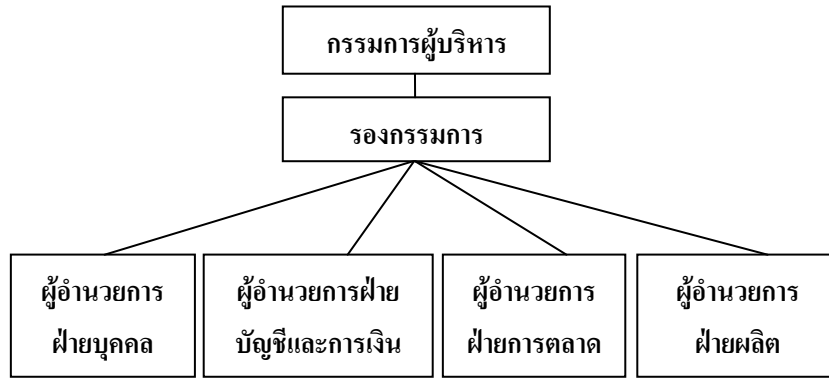 กรรมการผู้บริหาร
รองกรรมการ
ผู้อำนวยการ
ฝ่ายบุคคล
ผู้อำนวยการฝ่าย
บัญชีและการเงิน
ผู้อำนวยการ
ฝ่ายการตลาด
ผู้อำนวยการ
ฝ่ายผลิต